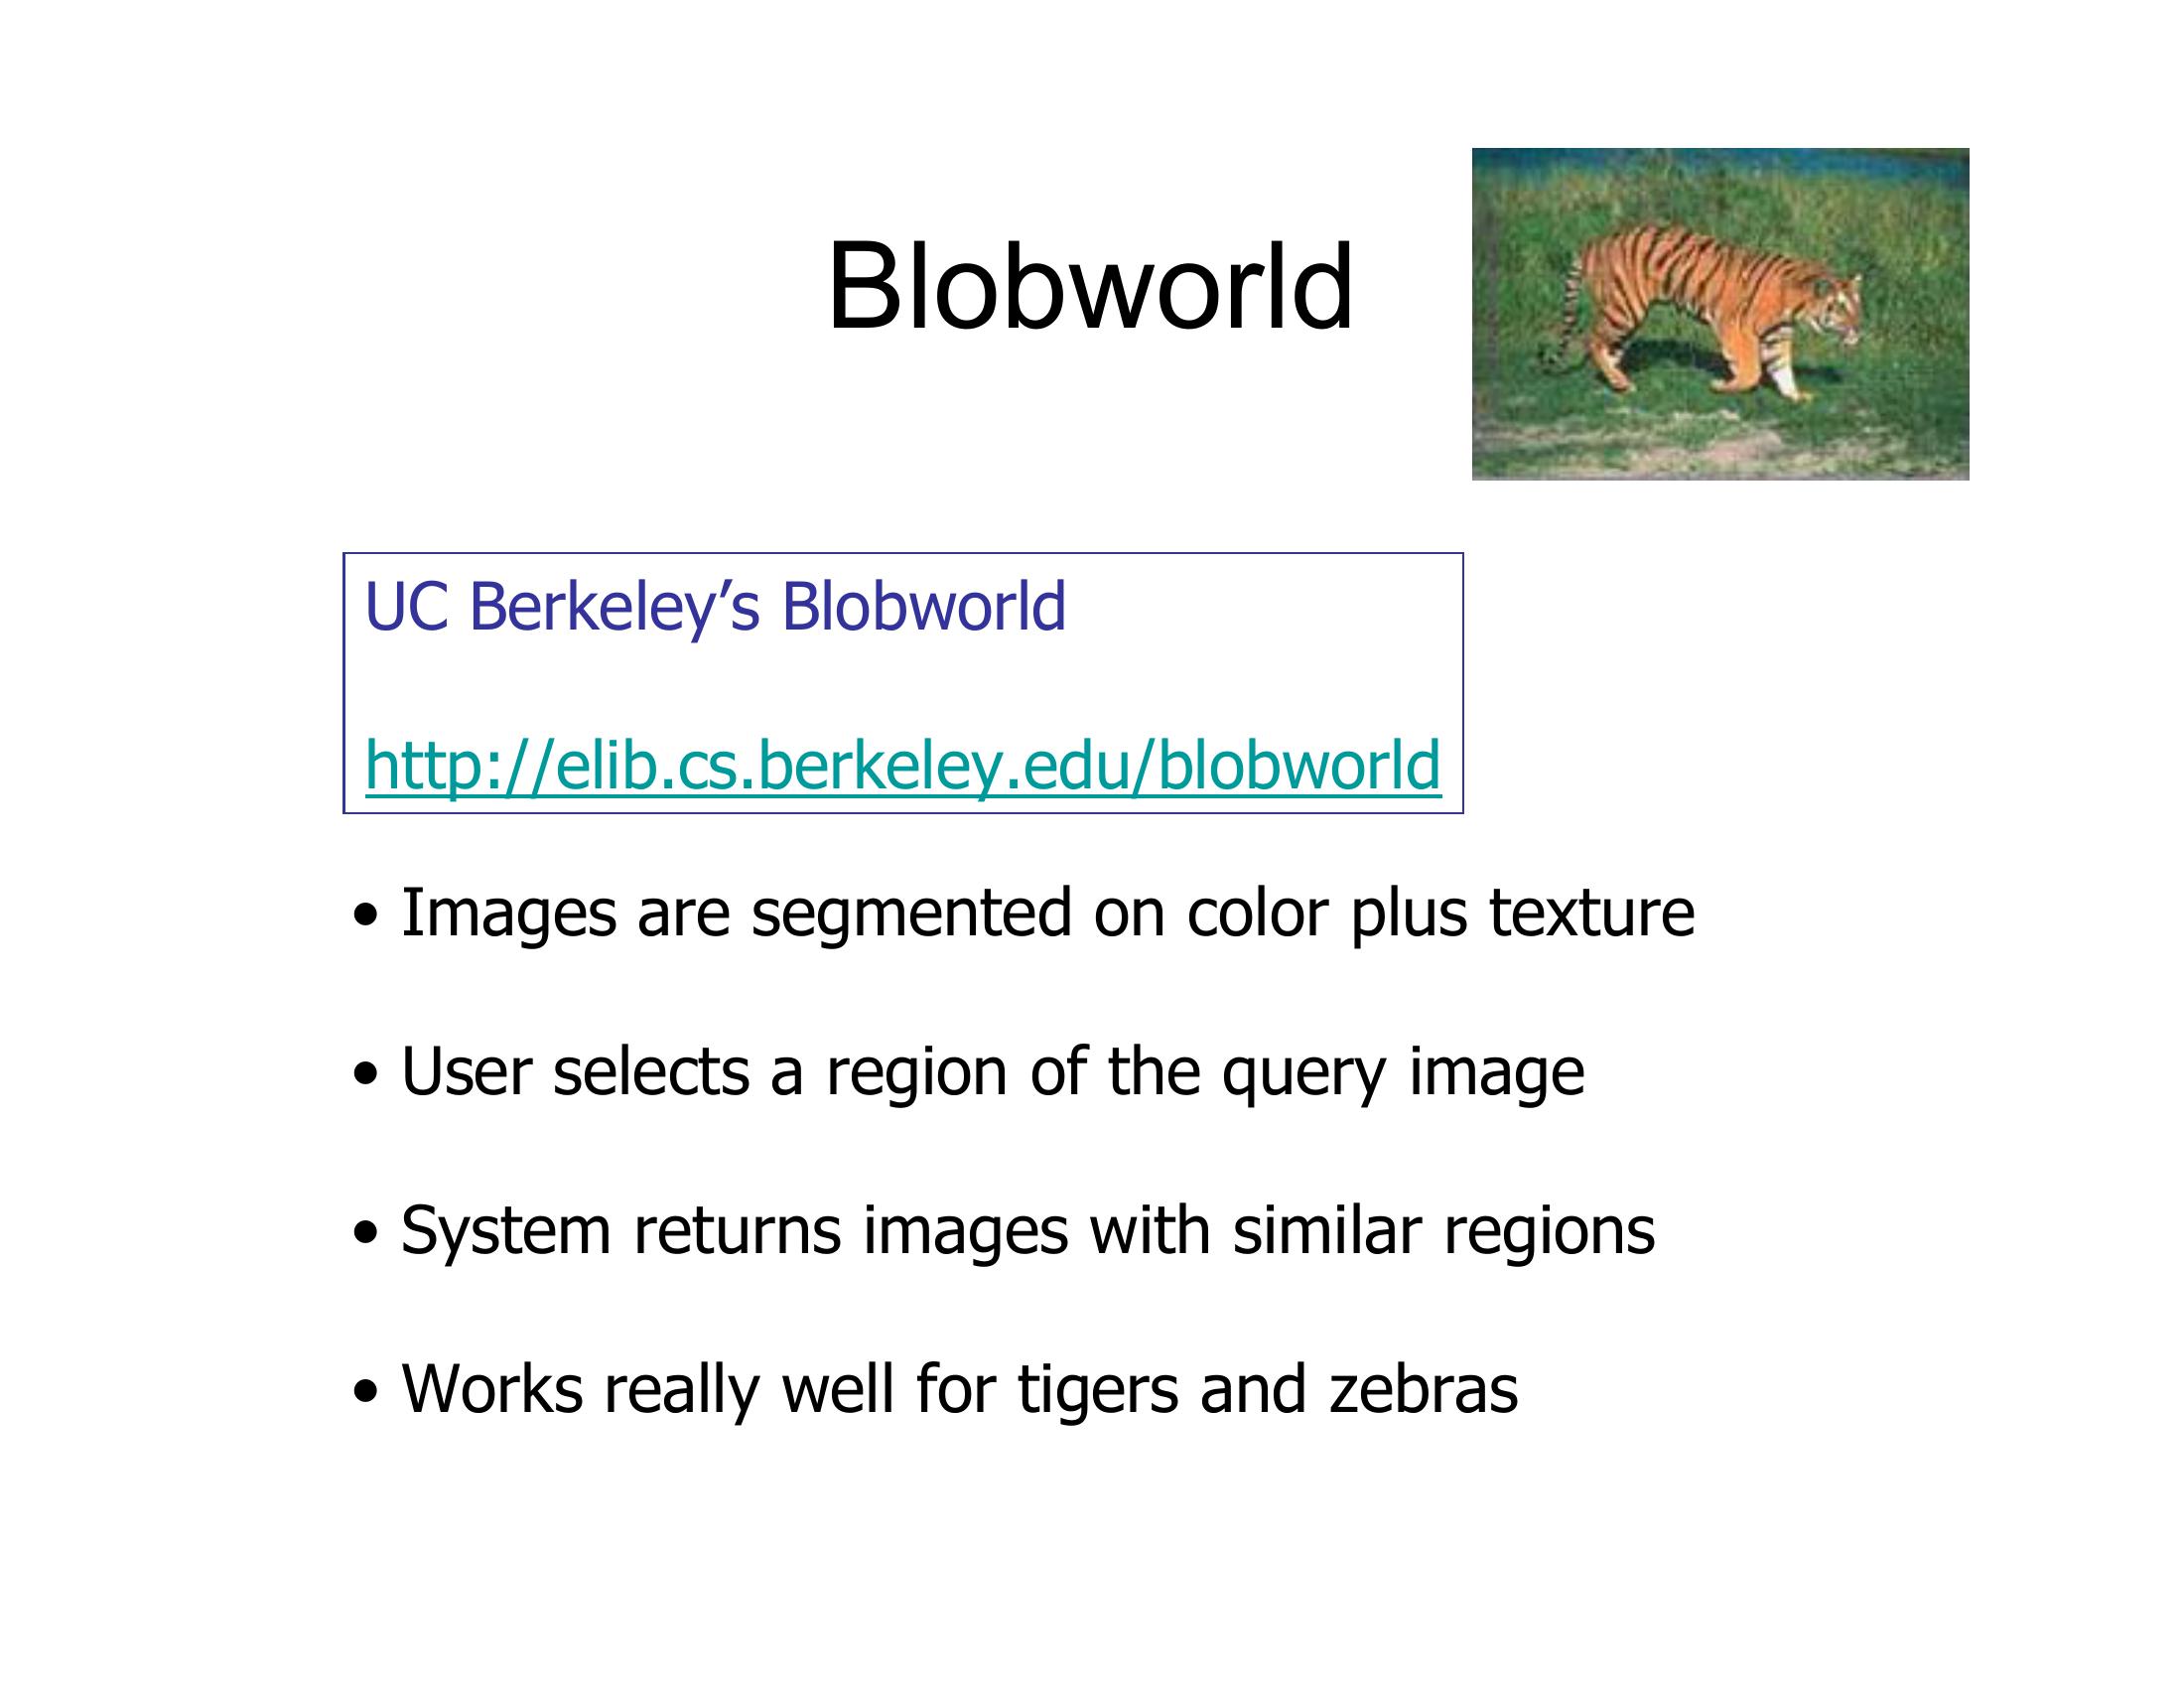 Blobworld
UC Berkeley’s Blobworld
http://elib.cs.berkeley.edu/blobworld
• Images are segmented on color plus texture
• User selects a region of the query image
• System returns images with similar regions
• Works really well for tigers and zebras